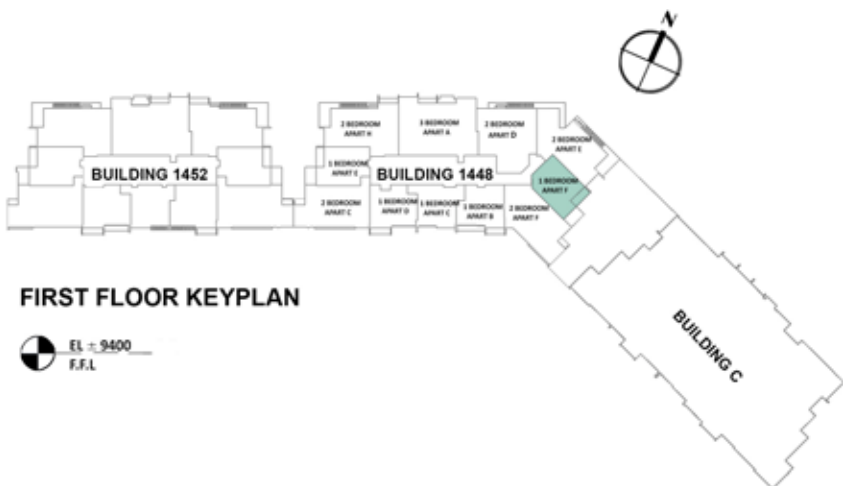 N
2 BEDROOM
APART H
3 BEDROOM
APART A
2 BEDROOM
APART D
2 BEDROOM
APART E
1 BEDROOM
APART E
BUILDING 1452
BUILDING 1448
1 BEDROOM
APART F
2 BEDROOM
APART C
1 BEDROOM
APART D
1 BEDROOM
APART C
1 BEDROOM
APART B
2 BEDROOM
APART F
FIRST FLOOR KEYPLAN
BUILDING C
EL ± 9400
F.F.L